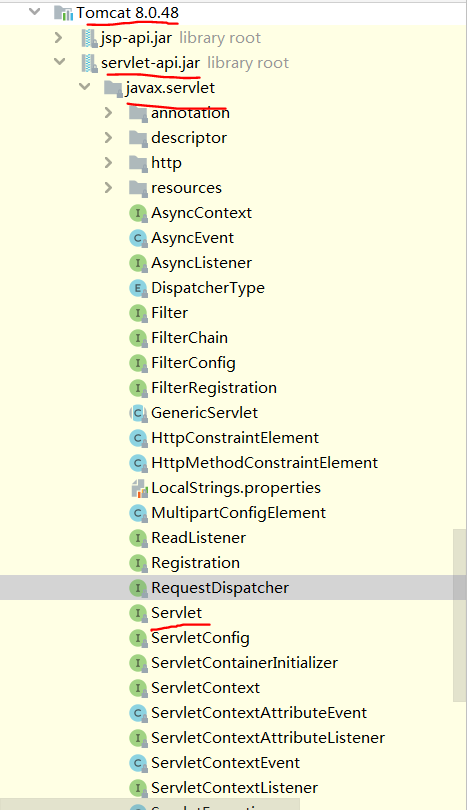 Tomcat 8.0.48
jsp-api.jar library root
servlet-api.jar library root
javax.servlet
annotation
descriptor
http
resources
I AsyncContext
C AsyncEvent
I AsyncListener
E DispatcherType
I Filter
I FilterChain
I FilterConfig
I FilterRegistration
C GenericServlet
C HttpConstraintElement
C HttpMethodConstraintElement
LocalStrings.properties
C MultipartConfigElement
I ReadListener
I Registration
I RequestDispatcher
I Servlet
I ServletConfig
I ServletContainerInitializer
I ServletContext
C ServletContextAttributeEvent
I ServletContextAttributeListener
C ServletContextEvent
I ServletContextListener